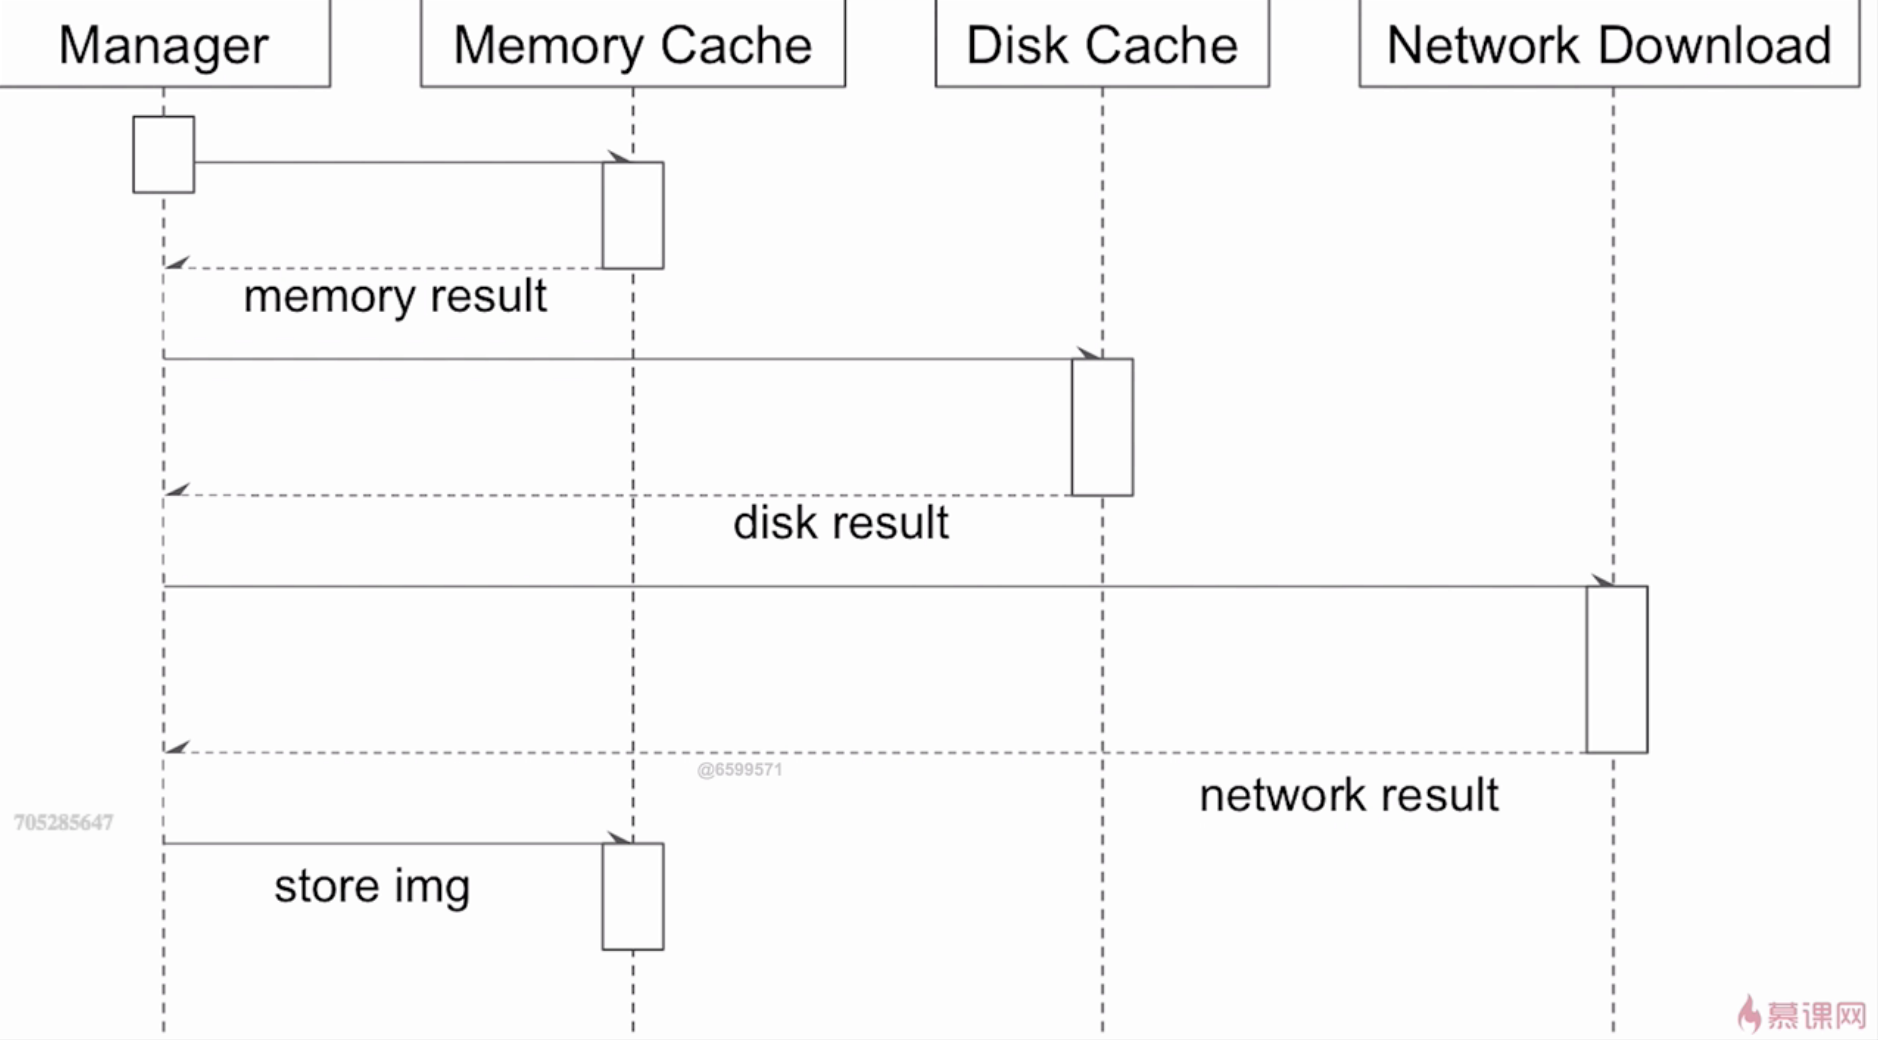 Manager
Memory Cache
Disk Cache
Network Download
memory result
disk result
@6599571
network result
705285647
store img
慕课网